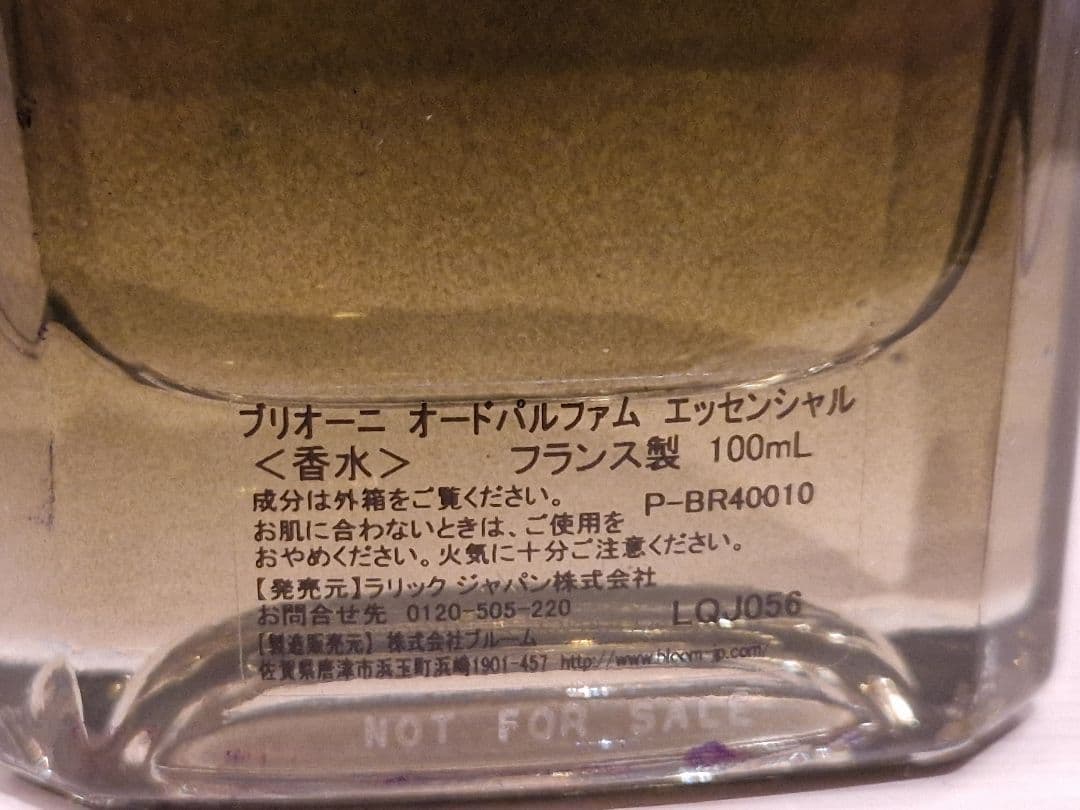 ブリオーニ オードパルファム エッセンシャル
＜香水＞ フランス製 100mL
成分は外箱をご覧ください。 P-BR40010
お肌に合わないときは、ご使用を
おやめください。火気に十分ご注意ください。
【発売元】ラリック ジャパン株式会社
お問合せ先 0120-505-220 LQJ056
【製造販売元】 株式会社ブルーム
佐賀県唐津市浜玉町浜崎1901-457 http://www.bloom-jp.com/
NOT FOR SALE